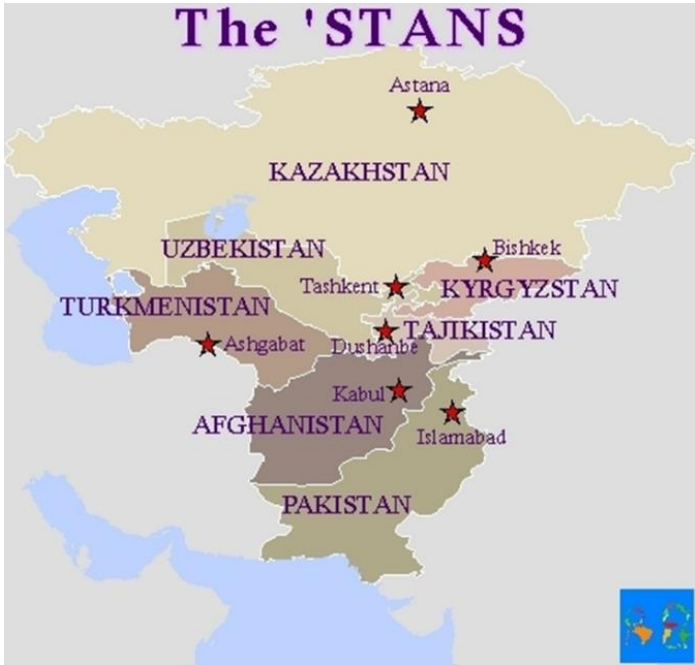 The 'STANS
Astana
KAZAKHSTAN
UZBEKISTAN
Bishkek
Tashkent
KYRGYZSTAN
TURKMENISTAN
TAJIKISTAN
Ashgabat
Dushanbe
Kabul
AFGHANISTAN
Islamabad
PAKISTAN